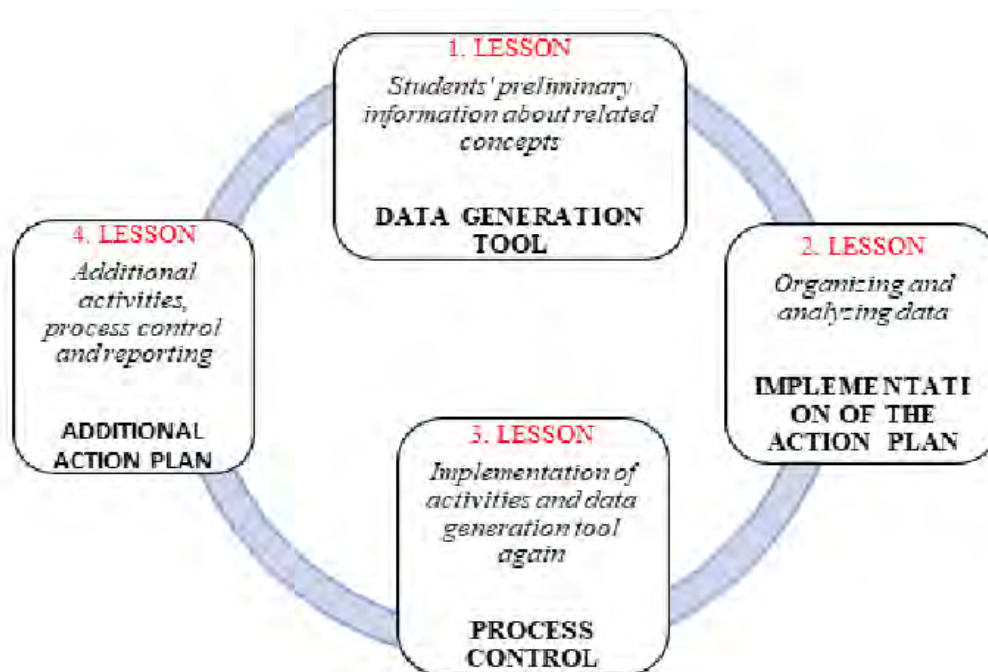 1. LESSON
Students' preliminary
information about related
concepts
DATA GENERATION
TOOL
2. LESSON
Organizing and
analyzing data
IMPLEMENTATI
ON OF THE
ACTION PLAN
3. LESSON
Implementation of
activities and data
generation tool
again
PROCESS
CONTROL
4. LESSON
Additional
activities,
process control
and reporting
ADDITIONAL
ACTION PLAN